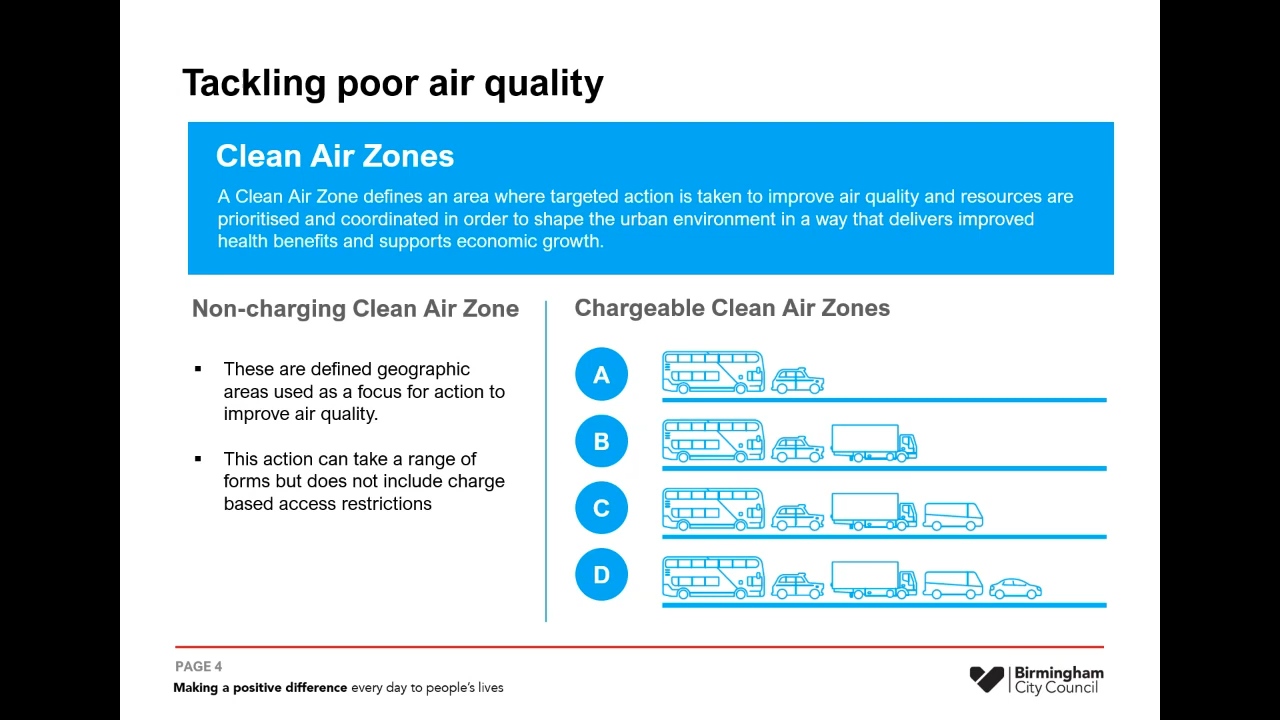 Tackling poor air quality
Clean Air Zones
A Clean Air Zone defines an area where targeted action is taken to improve air quality and resources are
prioritised and coordinated in order to shape the urban environment in a way that delivers improved
health benefits and supports economic growth.
Non-charging Clean Air Zone
▪ These are defined geographic
areas used as a focus for action to
improve air quality.
▪ This action can take a range of
forms but does not include charge
based access restrictions
Chargeable Clean Air Zones
A
B
C
D
PAGE 4
Making a positive difference every day to people's lives
Birmingham
City Council